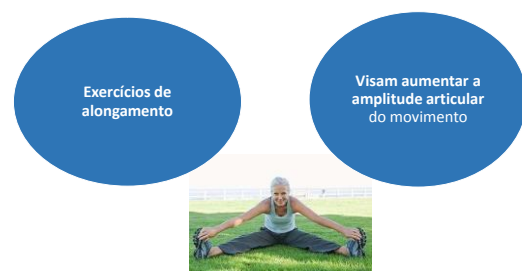 Exercícios de
alongamento
Visam aumentar a
amplitude articular
do movimento